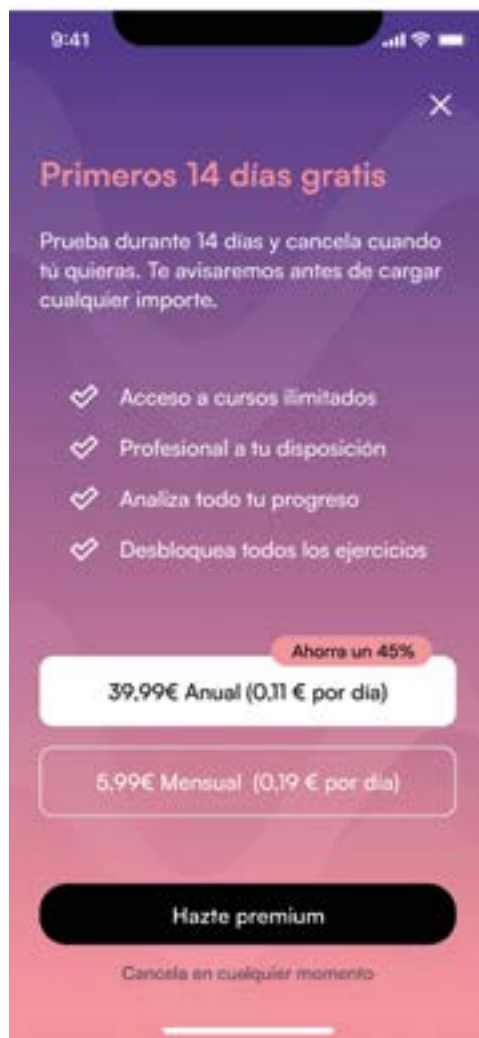 9:41
Primeros 14 días gratis
Prueba durante 14 días y cancela cuando
tú quieras. Te avisaremos antes de cargar
cualquier importe.
Acceso a cursos ilimitados
Profesional a tu disposición
Analiza todo tu progreso
Desbloquea todos los ejercicios
Ahorra un 45%
39,99€ Anual (0,11 € por día)
5,99€ Mensual (0,19 € por día)
Hazte premium
Cancela en cualquier momento